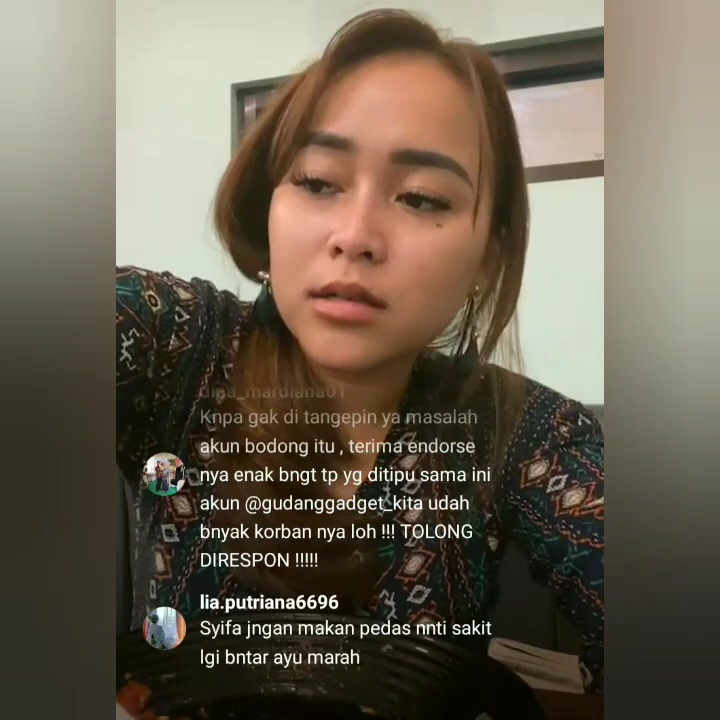 dina_mardiana01
Knpa gak di tangepin ya masalah
akun bodong itu , terima endorse
nya enak bngt tp yg ditipu sama ini
akun @gudanggadget_kita udah
bnyak korban nya loh !!! TOLONG
DIRESPON !!!!!
lia.putriana6696
Syifa jngan makan pedas nnti sakit
lgi bntar ayu marah